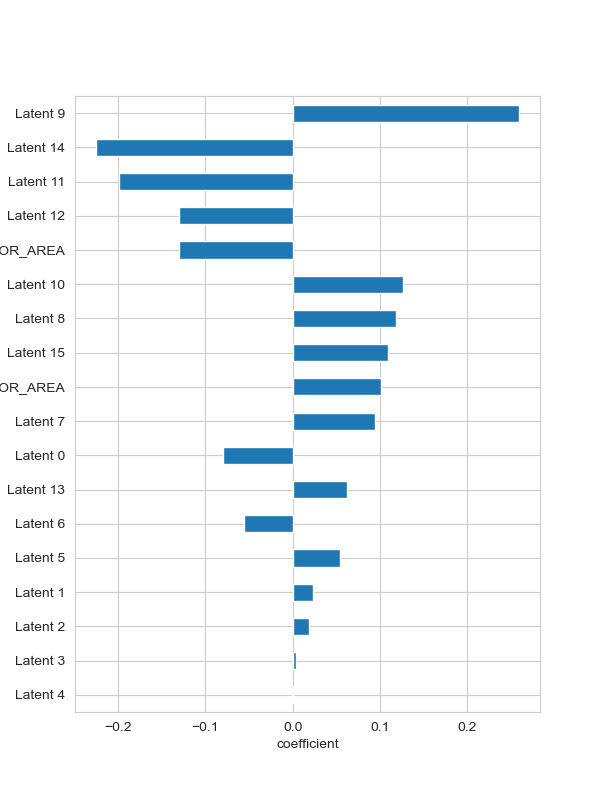 Latent 9
Latent 14
Latent 11
Latent 12
OR_AREA
Latent 10
Latent 8
Latent 15
OR_AREA
Latent 7
Latent 0
Latent 13
Latent 6
Latent 5
Latent 1
Latent 2
Latent 3
Latent 4
−0.2 −0.1 0.0 0.1 0.2
coefficient